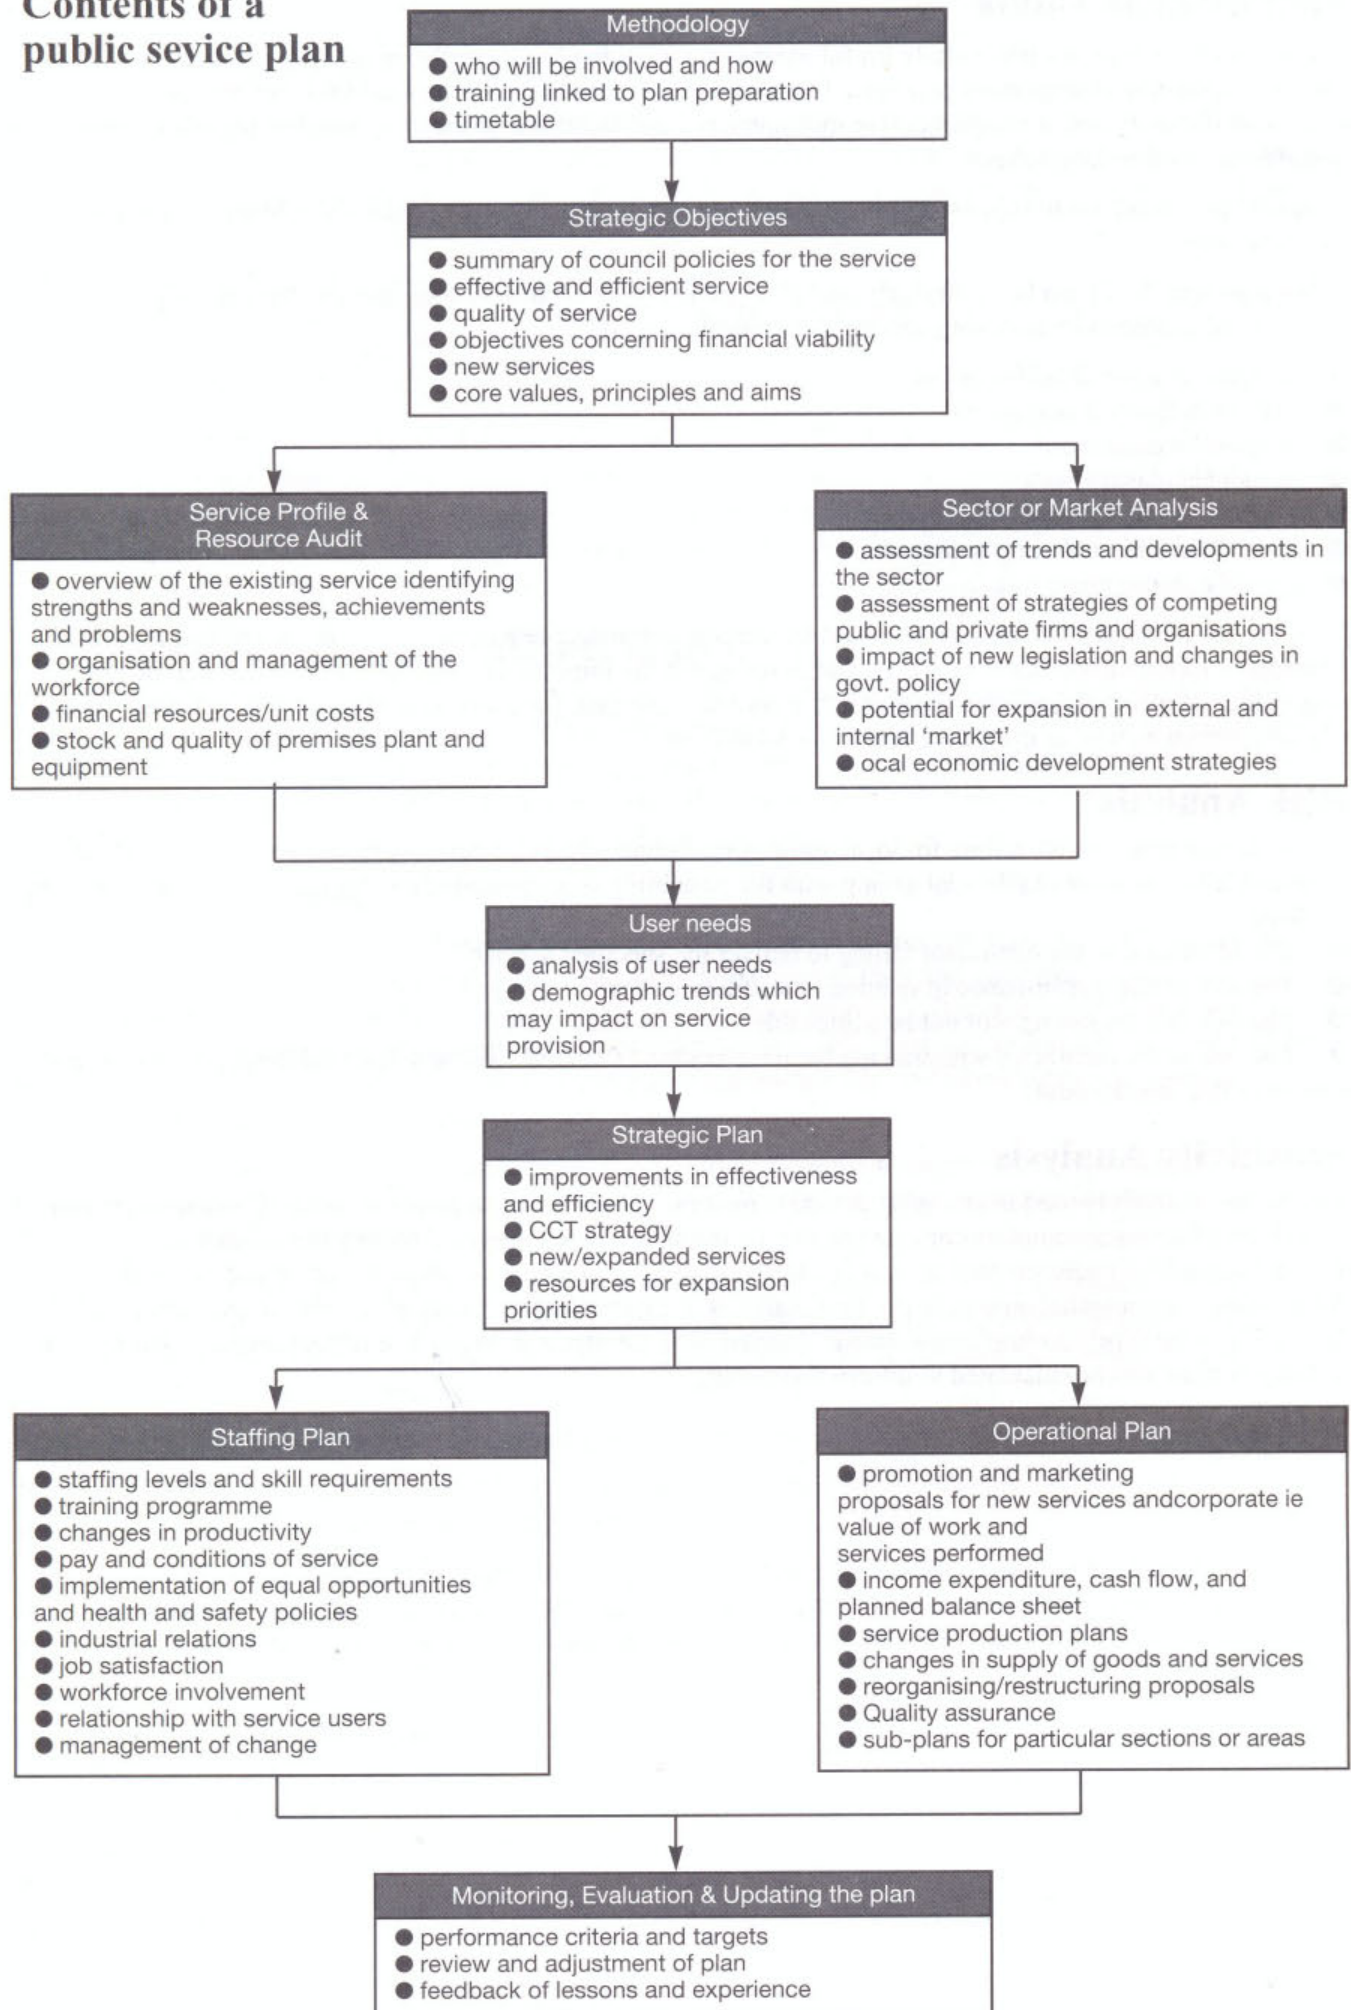 Contents of a
public sevice plan
Methodology
● who will be involved and how
● training linked to plan preparation
● timetable
Strategic Objectives
● summary of council policies for the service
● effective and efficient service
● quality of service
● objectives concerning financial viability
● new services
● core values, principles and aims
Service Profile &
Resource Audit
● overview of the existing service identifying
strengths and weaknesses, achievements
and problems
● organisation and management of the
workforce
● financial resources/unit costs
● stock and quality of premises plant and
equipment
Sector or Market Analysis
● assessment of trends and developments in
the sector
● assessment of strategies of competing
public and private firms and organisations
● impact of new legislation and changes in
govt. policy
● potential for expansion in external and
internal ‘market’
● ocal economic development strategies
User needs
● analysis of user needs
● demographic trends which
may impact on service
provision
Strategic Plan
● improvements in effectiveness
and efficiency
● CCT strategy
● new/expanded services
● resources for expansion
priorities
Staffing Plan
● staffing levels and skill requirements
● training programme
● changes in productivity
● pay and conditions of service
● implementation of equal opportunities
and health and safety policies
● industrial relations
● job satisfaction
● workforce involvement
● relationship with service users
● management of change
Operational Plan
● promotion and marketing
proposals for new services andcorporate ie
value of work and
services performed
● income expenditure, cash flow, and
planned balance sheet
● service production plans
● changes in supply of goods and services
● reorganising/restructuring proposals
● Quality assurance
● sub-plans for particular sections or areas
Monitoring, Evaluation & Updating the plan
● performance criteria and targets
● review and adjustment of plan
● feedback of lessons and experience